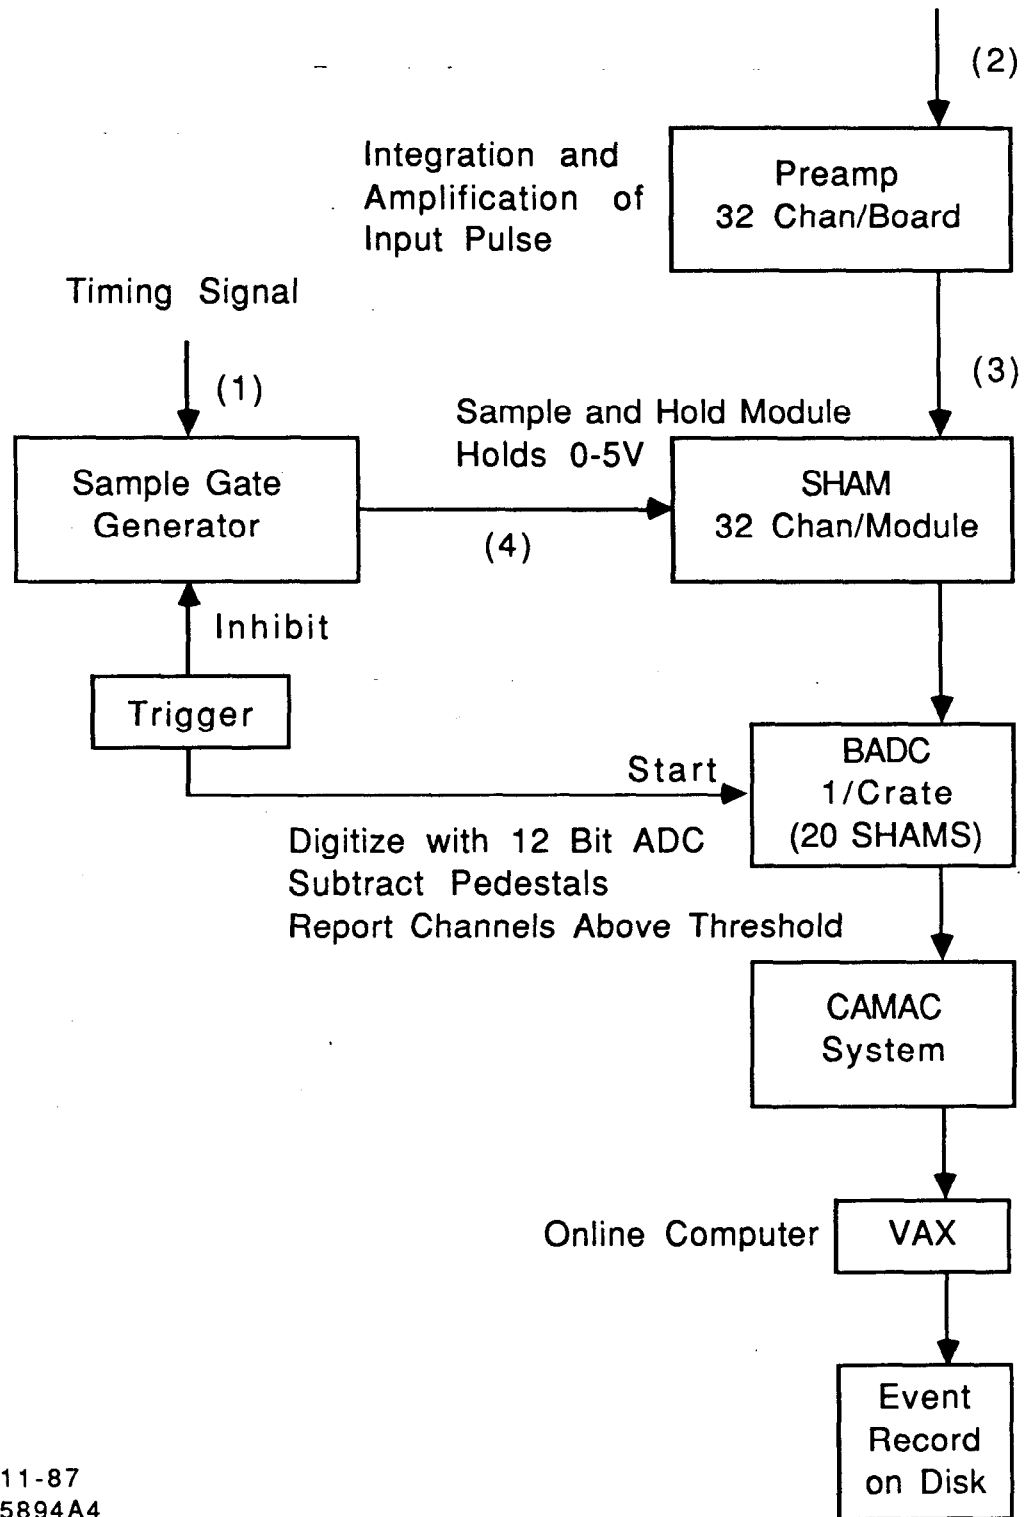 (2)
Integration and
Amplification of
Input Pulse
Preamp
32 Chan/Board
Timing Signal
(1)
(3)
Sample and Hold Module
Holds 0-5V
Sample Gate
Generator
SHAM
32 Chan/Module
(4)
Inhibit
Trigger
Start
BADC
1/Crate
(20 SHAMS)
Digitize with 12 Bit ADC
Subtract Pedestals
Report Channels Above Threshold
CAMAC
System
Online Computer
VAX
Event
Record
on Disk
11-87
5894A4